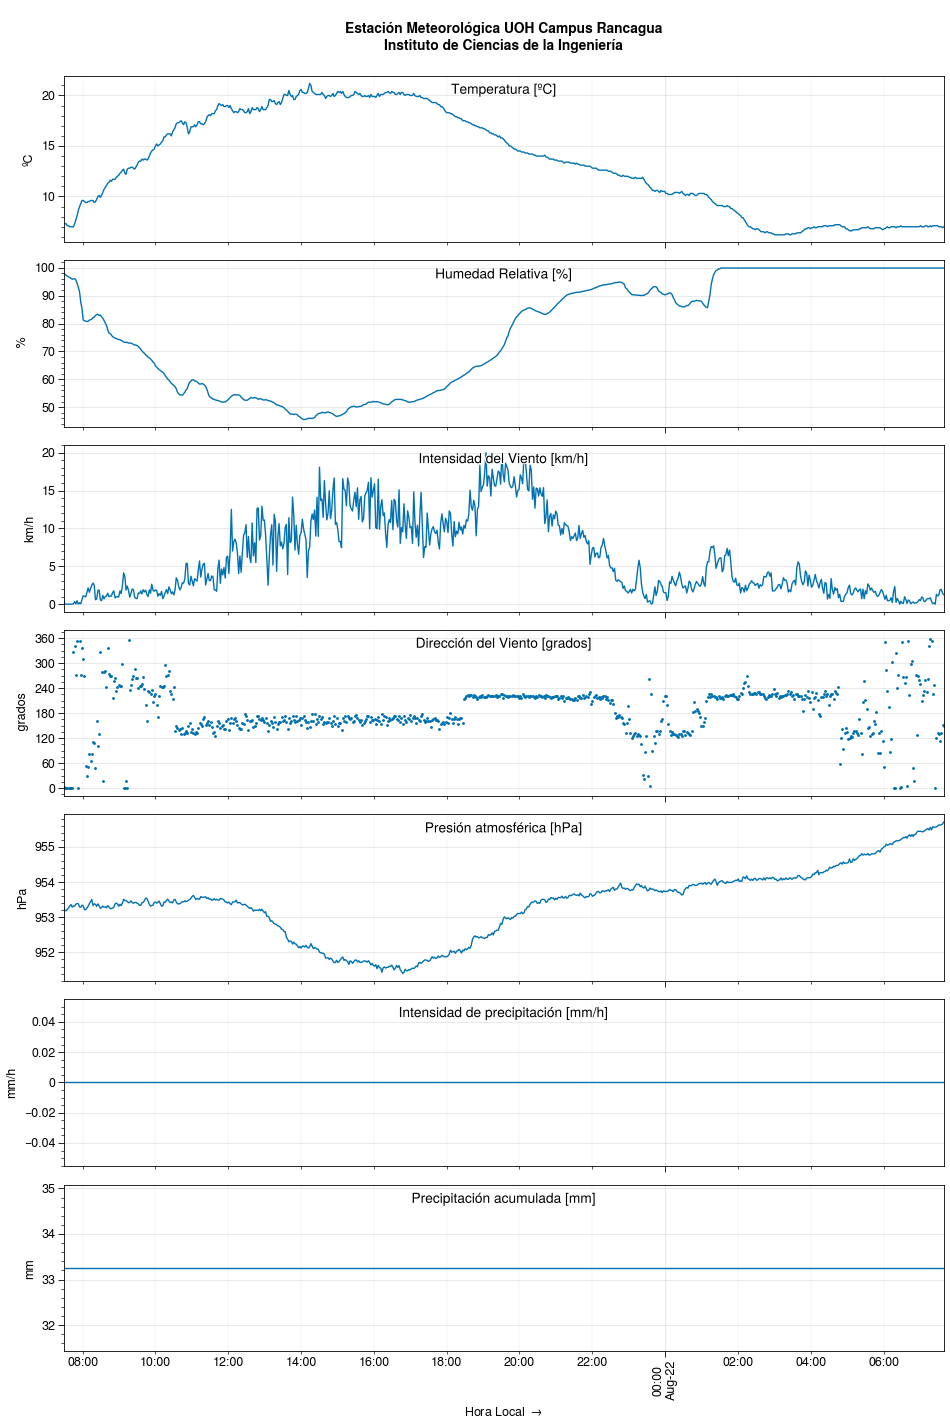 Estación Meteorológica UOH Campus Rancagua
Instituto de Ciencias de la Ingeniería
Temperatura [ºC]
20
15
10
ºC
Humedad Relativa [%]
100
90
80
70
60
50
%
Intensidad del Viento [km/h]
20
15
10
5
0
km/h
Dirección del Viento [grados]
360
300
240
180
120
60
0
grados
Presión atmosférica [hPa]
955
954
953
952
hPa
Intensidad de precipitación [mm/h]
0.04
0.02
0
−0.02
−0.04
mm/h
Precipitación acumulada [mm]
35
34
33
32
mm
08:00 10:00 12:00 14:00 16:00 18:00 20:00 22:00 00:00 02:00 04:00 06:00
Aug-22
Hora Local →